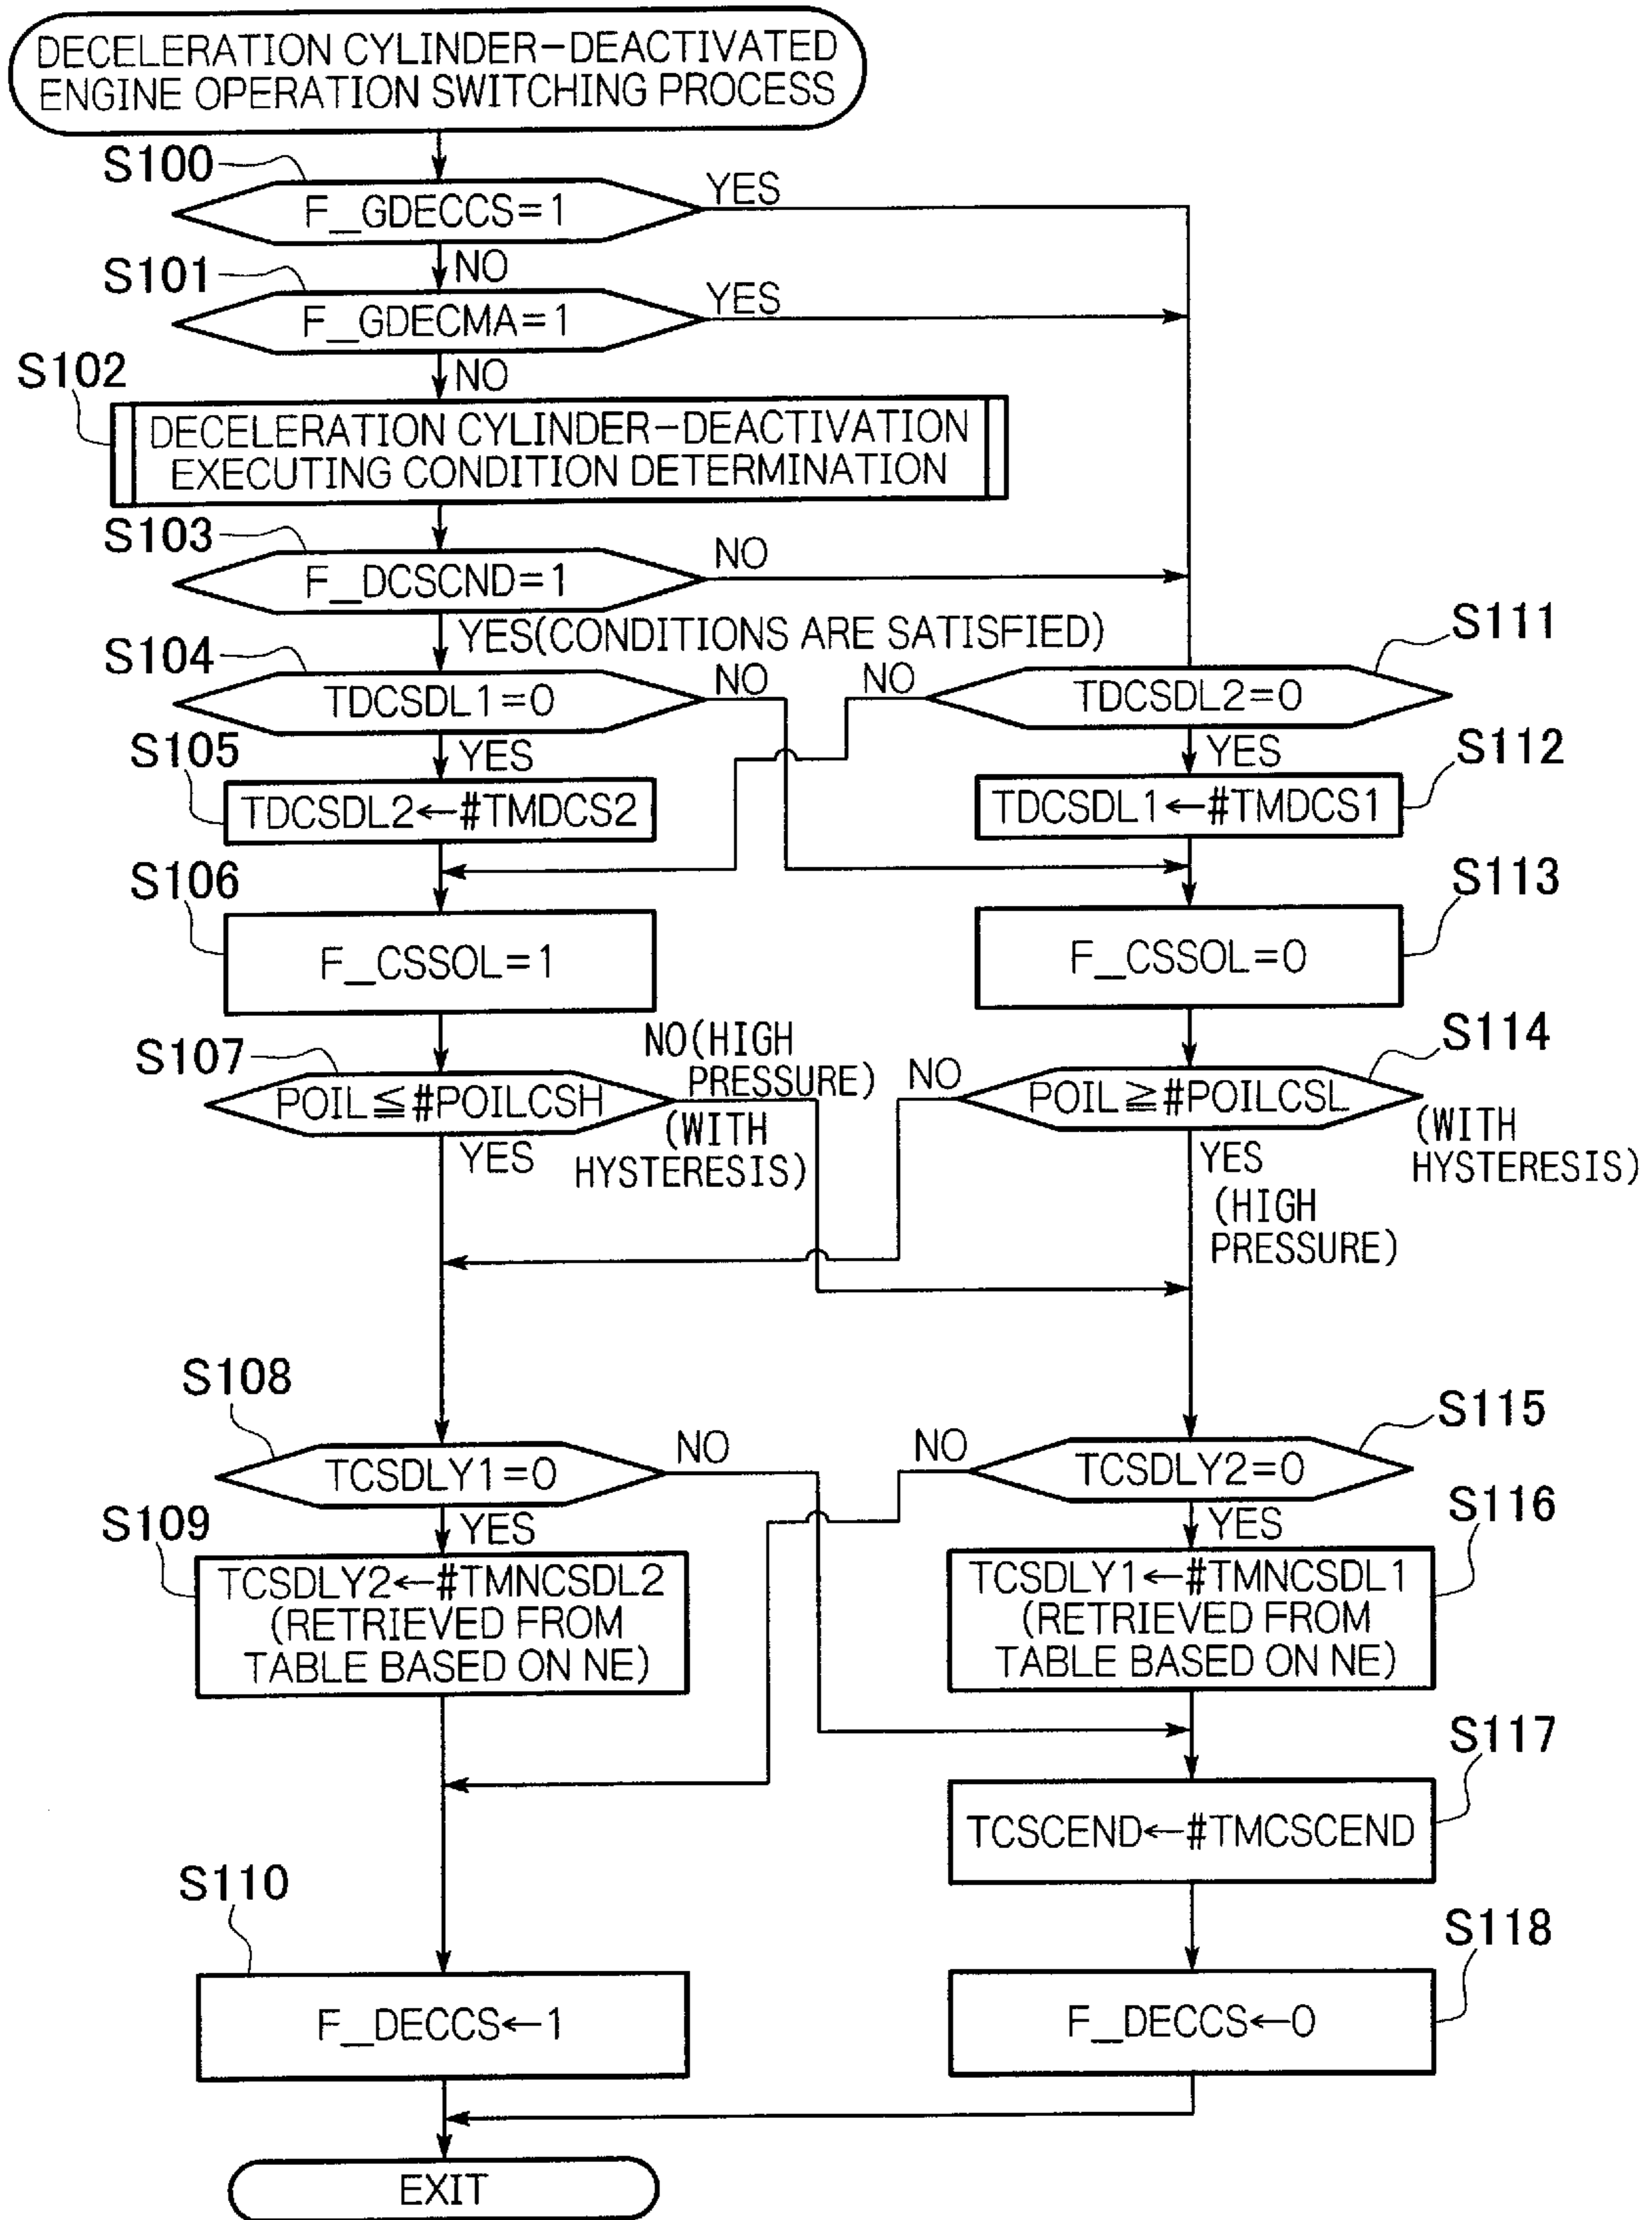 DECELERATION CYLINDER-DEACTIVATED
ENGINE OPERATION SWITCHING PROCESS
S100
F_GDECCS=1
YES
NO
S101
F_GDECMA=1
YES
NO
S102
DECELERATION CYLINDER-DEACTIVATION
EXECUTING CONDITION DETERMINATION
S103
F_DCSCND=1
NO
YES(CONDITIONS ARE SATISFIED)
S104
TDCSDL1=0
NO
YES
S111
TDCSDL2=0
NO
YES
S105
TDCSDL2←#TMDCS2
S112
TDCSDL1←#TMDCS1
S106
F_CSSOL=1
S113
F_CSSOL=0
S107
POIL≦#POILCSH
NO(HIGH
PRESSURE)
(WITH
HYSTERESIS)
YES
S114
POIL≧#POILCSL
NO
(WITH
HYSTERESIS)
YES
(HIGH
PRESSURE)
S108
TCSDLY1=0
NO
YES
S115
TCSDLY2=0
NO
YES
S109
TCSDLY2←#TMNCSDL2
(RETRIEVED FROM
TABLE BASED ON NE)
S116
TCSDLY1←#TMNCSDL1
(RETRIEVED FROM
TABLE BASED ON NE)
S117
TCSCEND←#TMCSCEND
S110
F_DECCS←1
S118
F_DECCS←0
EXIT